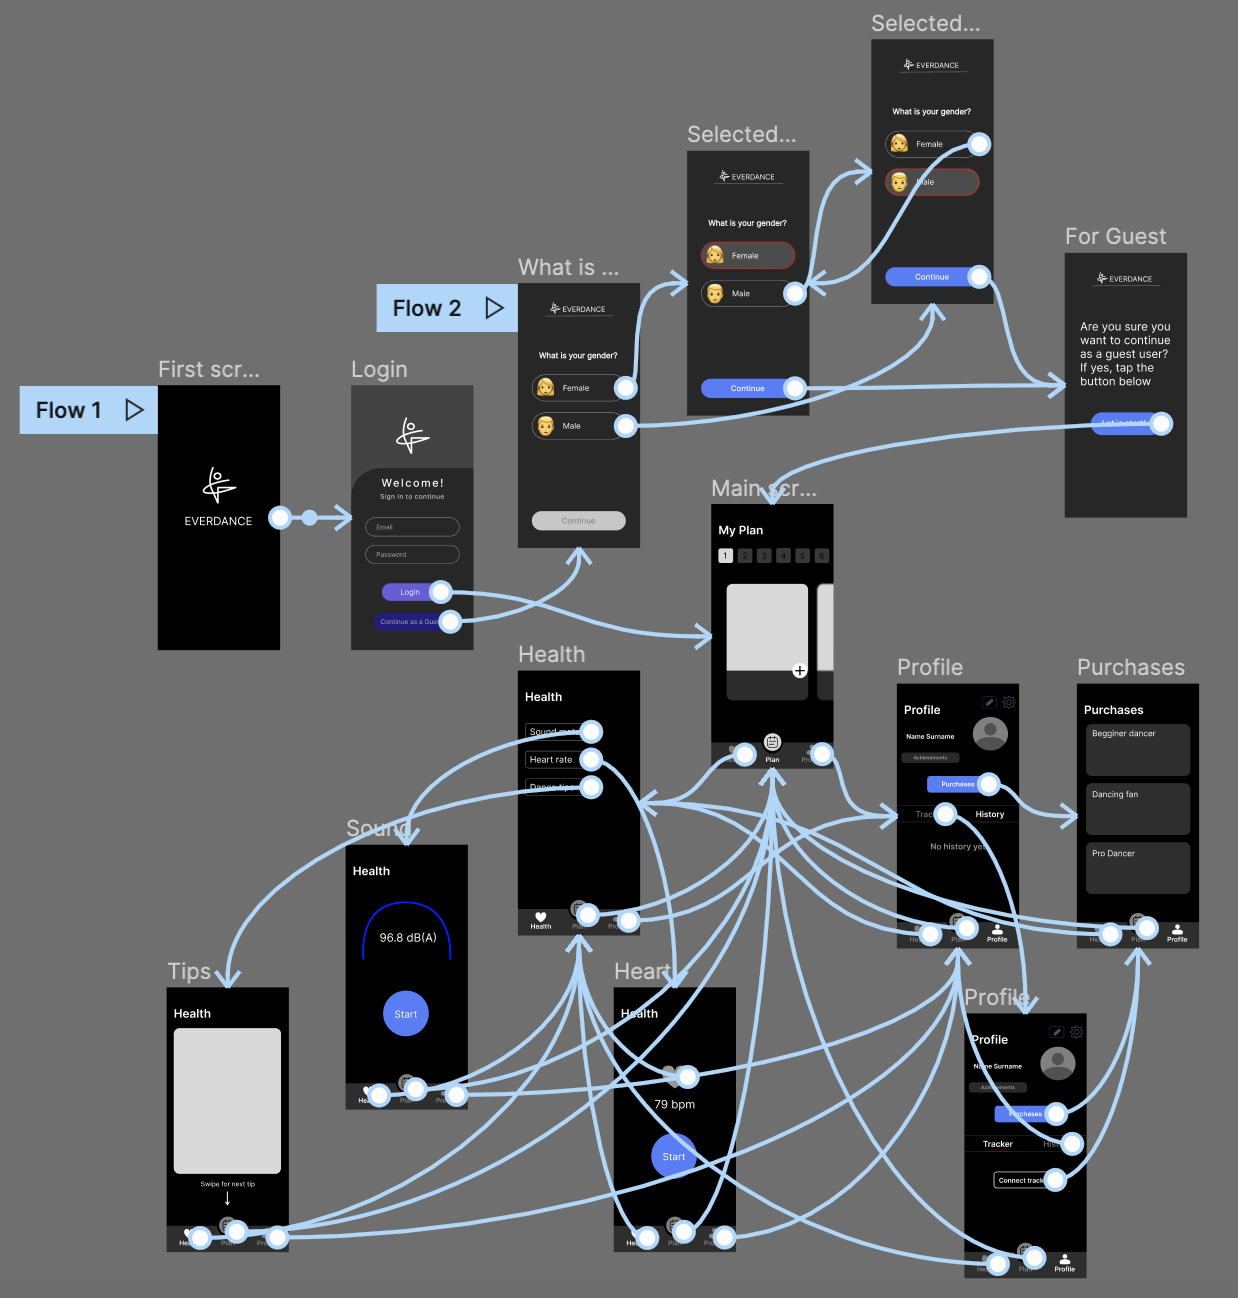 Selected...
EVERDANCE
What is your gender?
Female
Male
Continue
Selected...
EVERDANCE
What is your gender?
Female
Male
Continue
For Guest
EVERDANCE
Are you sure you
want to continue
as a guest user?
If yes, tap the
button below
What is ...
Flow 2
EVERDANCE
What is your gender?
Female
Male
Continue
First scr...
Flow 1
EVERDANCE
Login
Welcome!
Sign In to continue
Email
Password
Login
Continue as a
Main scr...
My Plan
1 2 3 4 5 6
Plan
Health
Health
Heart rate
Health
Profile
Profile
Name Surname
Achievements
Purchases
History
No history yet
Profile
Purchases
Purchases
Begginer dancer
Dancing fan
Pro Dancer
Profile
Sound
Health
96.8 dB(A)
Start
Tips
Health
Swipe for next tip
Heart
Health
79 bpm
Start
Profile
Profile
Name Surname
Achievements
Purchases
Tracker
Connect
Profile